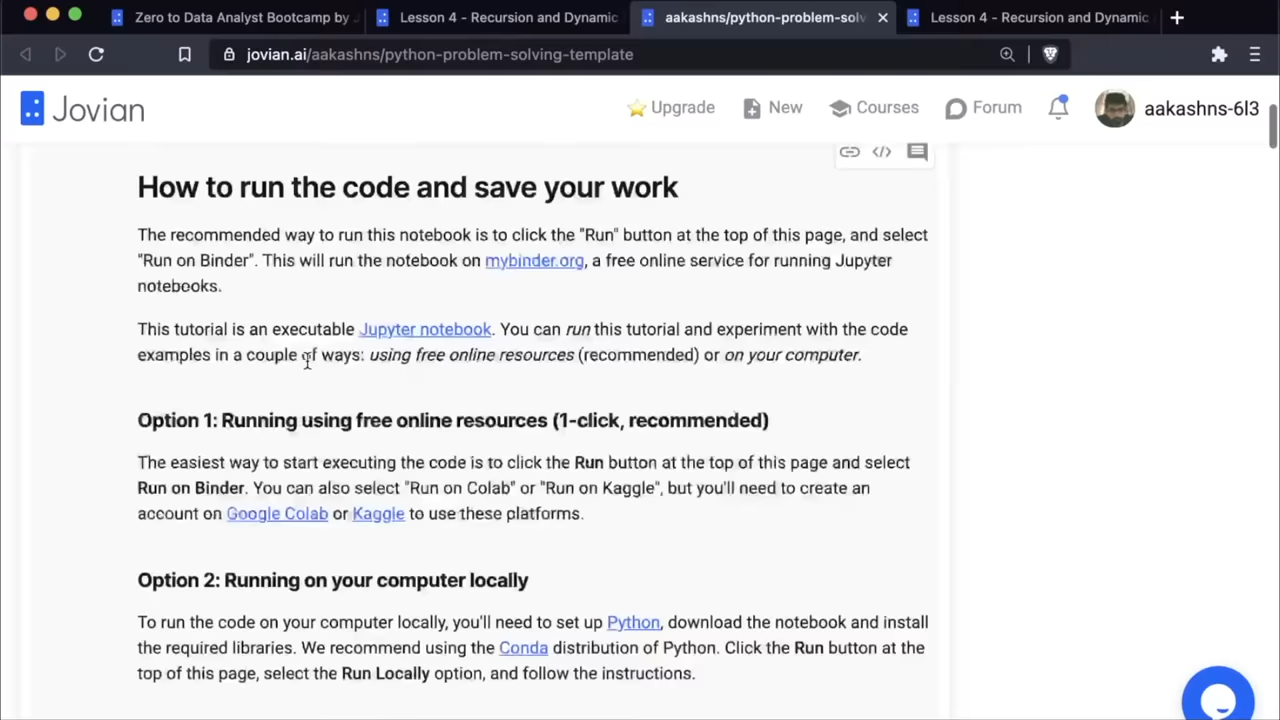 Zero to Data Analyst Bootcamp by
Lesson 4 - Recursion and Dynamic
aakashns/python-problem-solv
Lesson 4 - Recursion and Dynamic
jovian.ai/aakashns/python-problem-solving-template
Jovian
Upgrade
New
Courses
Forum
aakashns-6l3
How to run the code and save your work
The recommended way to run this notebook is to click the "Run" button at the top of this page, and select
"Run on Binder". This will run the notebook on mybinder.org, a free online service for running Jupyter
notebooks.
This tutorial is an executable Jupyter notebook. You can run this tutorial and experiment with the code
examples in a couple of ways: using free online resources (recommended) or on your computer.
Option 1: Running using free online resources (1-click, recommended)
The easiest way to start executing the code is to click the Run button at the top of this page and select
Run on Binder. You can also select "Run on Colab" or "Run on Kaggle", but you'll need to create an
account on Google Colab or Kaggle to use these platforms.
Option 2: Running on your computer locally
To run the code on your computer locally, you'll need to set up Python, download the notebook and install
the required libraries. We recommend using the Conda distribution of Python. Click the Run button at the
top of this page, select the Run Locally option, and follow the instructions.